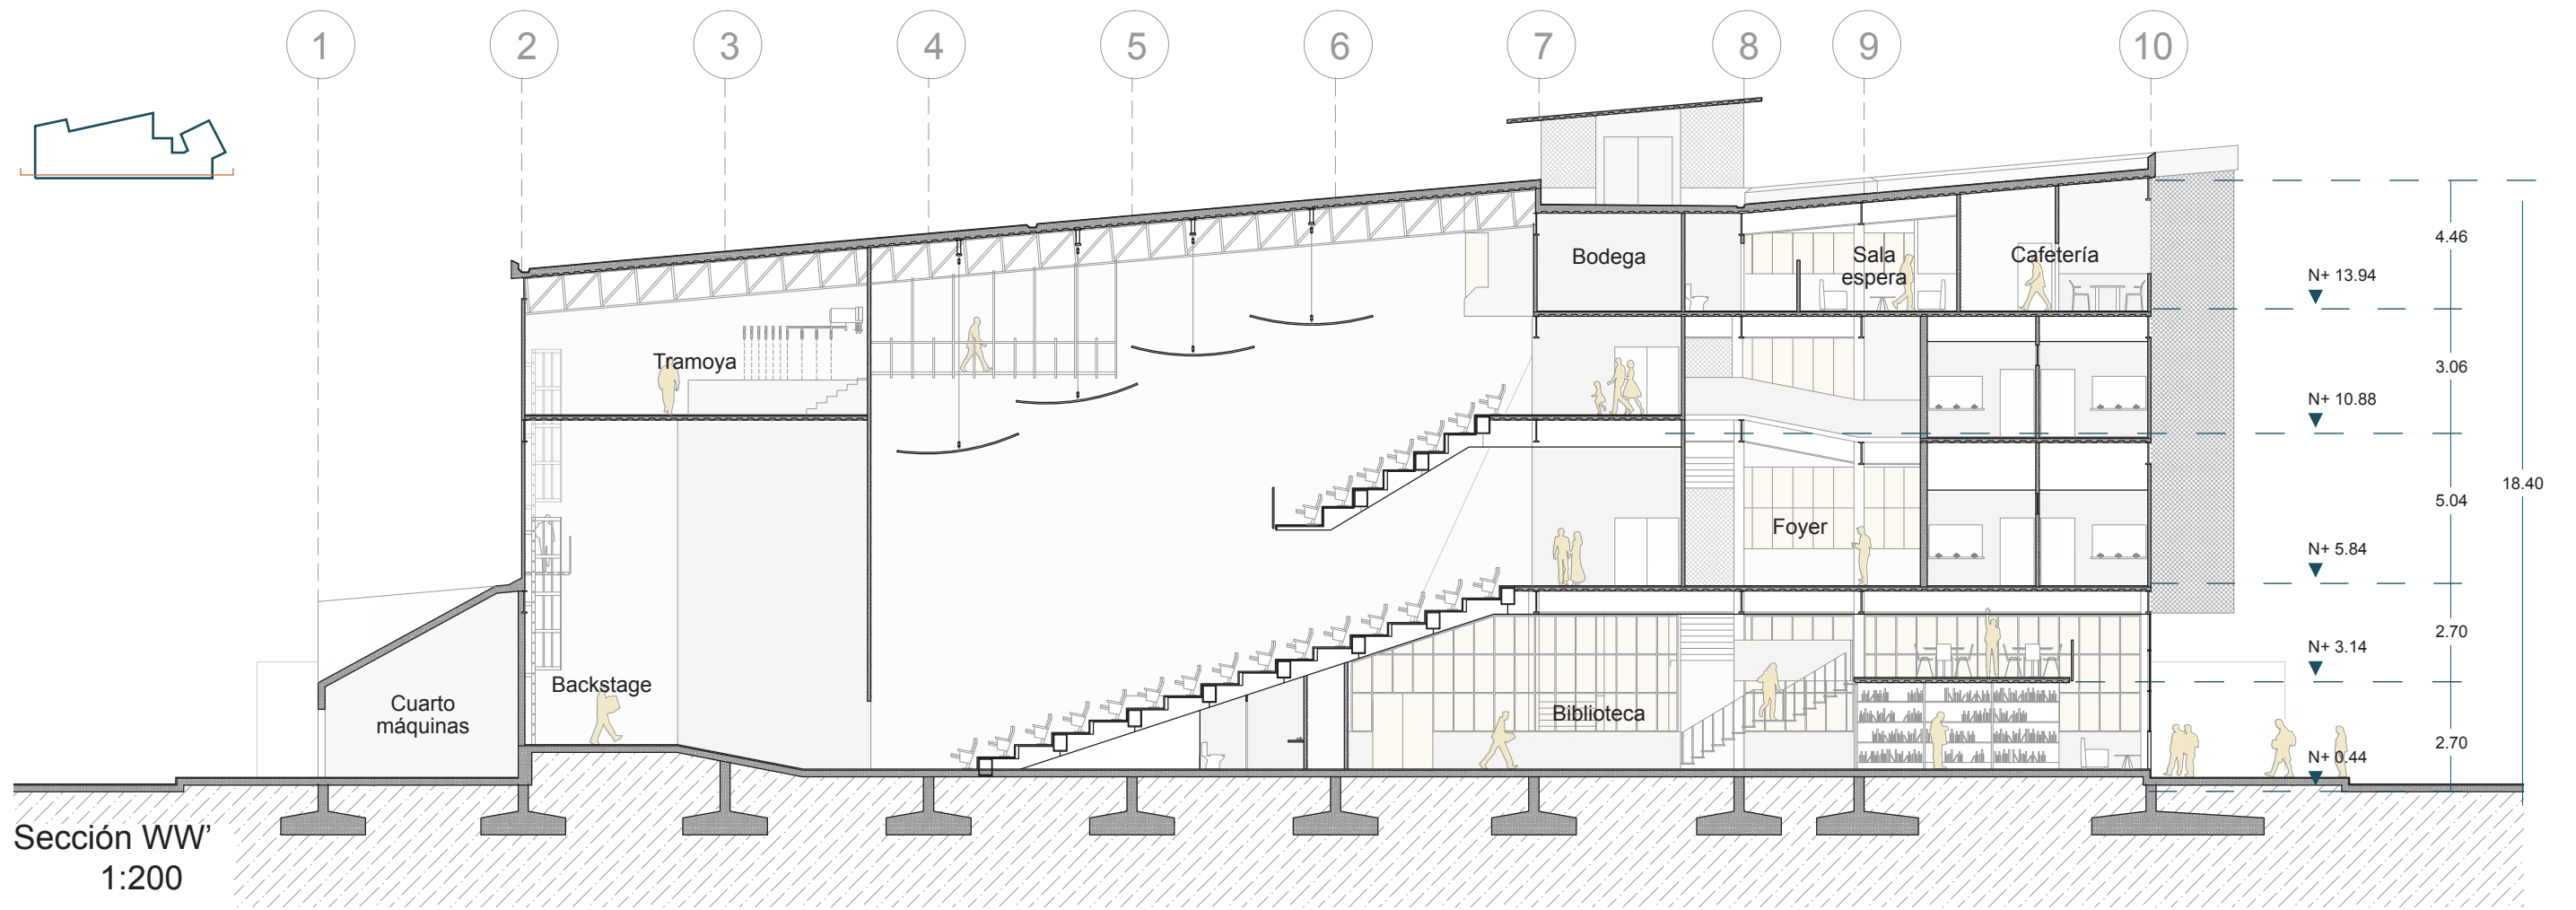 1
2
3
4
5
6
7
8
9
10
Bodega
Sala
espera
Cafetería
4.46
N+ 13.94
Tramoya
3.06
N+ 10.88
18.40
5.04
Foyer
N+ 5.84
2.70
N+ 3.14
Backstage
Cuarto
máquinas
Biblioteca
2.70
N+ 0.44
Sección WW’
1:200